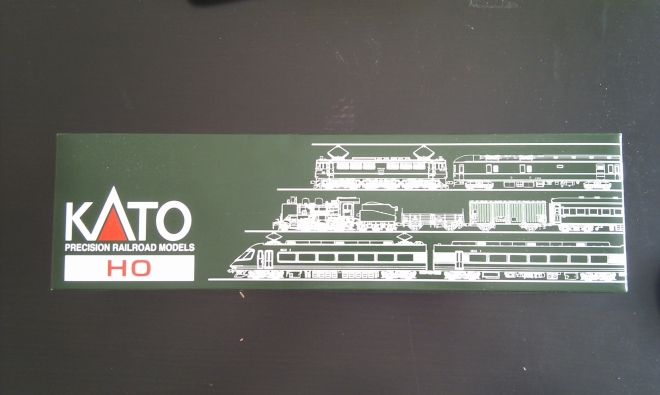 KATO
PRECISION RAILROAD MODELS
HO